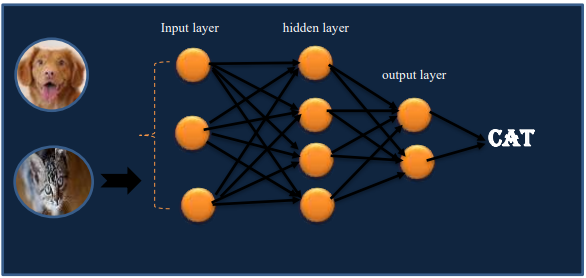 Input layer
hidden layer
output layer
CAT